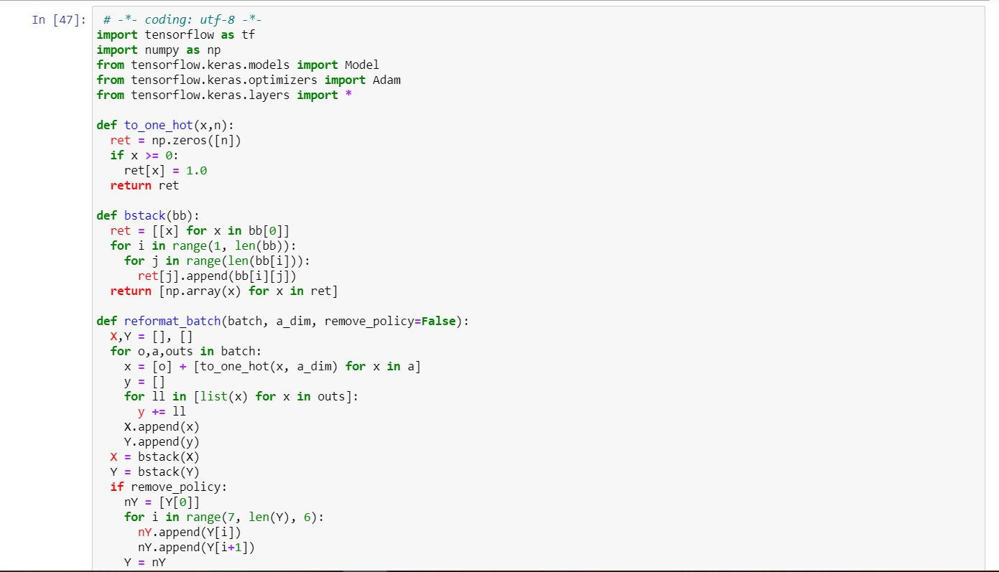 In [47]: # -*- coding: utf-8 -*-
import tensorflow as tf
import numpy as np
from tensorflow.keras.models import Model
from tensorflow.keras.optimizers import Adam
from tensorflow.keras.layers import *

def to_one_hot(x,n):
  ret = np.zeros([n])
  if x >= 0:
    ret[x] = 1.0
  return ret

def bstack(bb):
  ret = [[x] for x in bb[0]]
  for i in range(1, len(bb)):
    for j in range(len(bb[i])):
      ret[j].append(bb[i][j])
  return [np.array(x) for x in ret]

def reformat_batch(batch, a_dim, remove_policy=False):
  X,Y = [], []
  for o,a,outs in batch:
    x = [o] + [to_one_hot(x, a_dim) for x in a]
    y = []
    for ll in [list(x) for x in outs]:
      y += ll
    X.append(x)
    Y.append(y)
  X = bstack(X)
  Y = bstack(Y)
  if remove_policy:
    nY = [Y[0]]
    for i in range(7, len(Y), 6):
      nY.append(Y[i])
      nY.append(Y[i+1])
    Y = nY